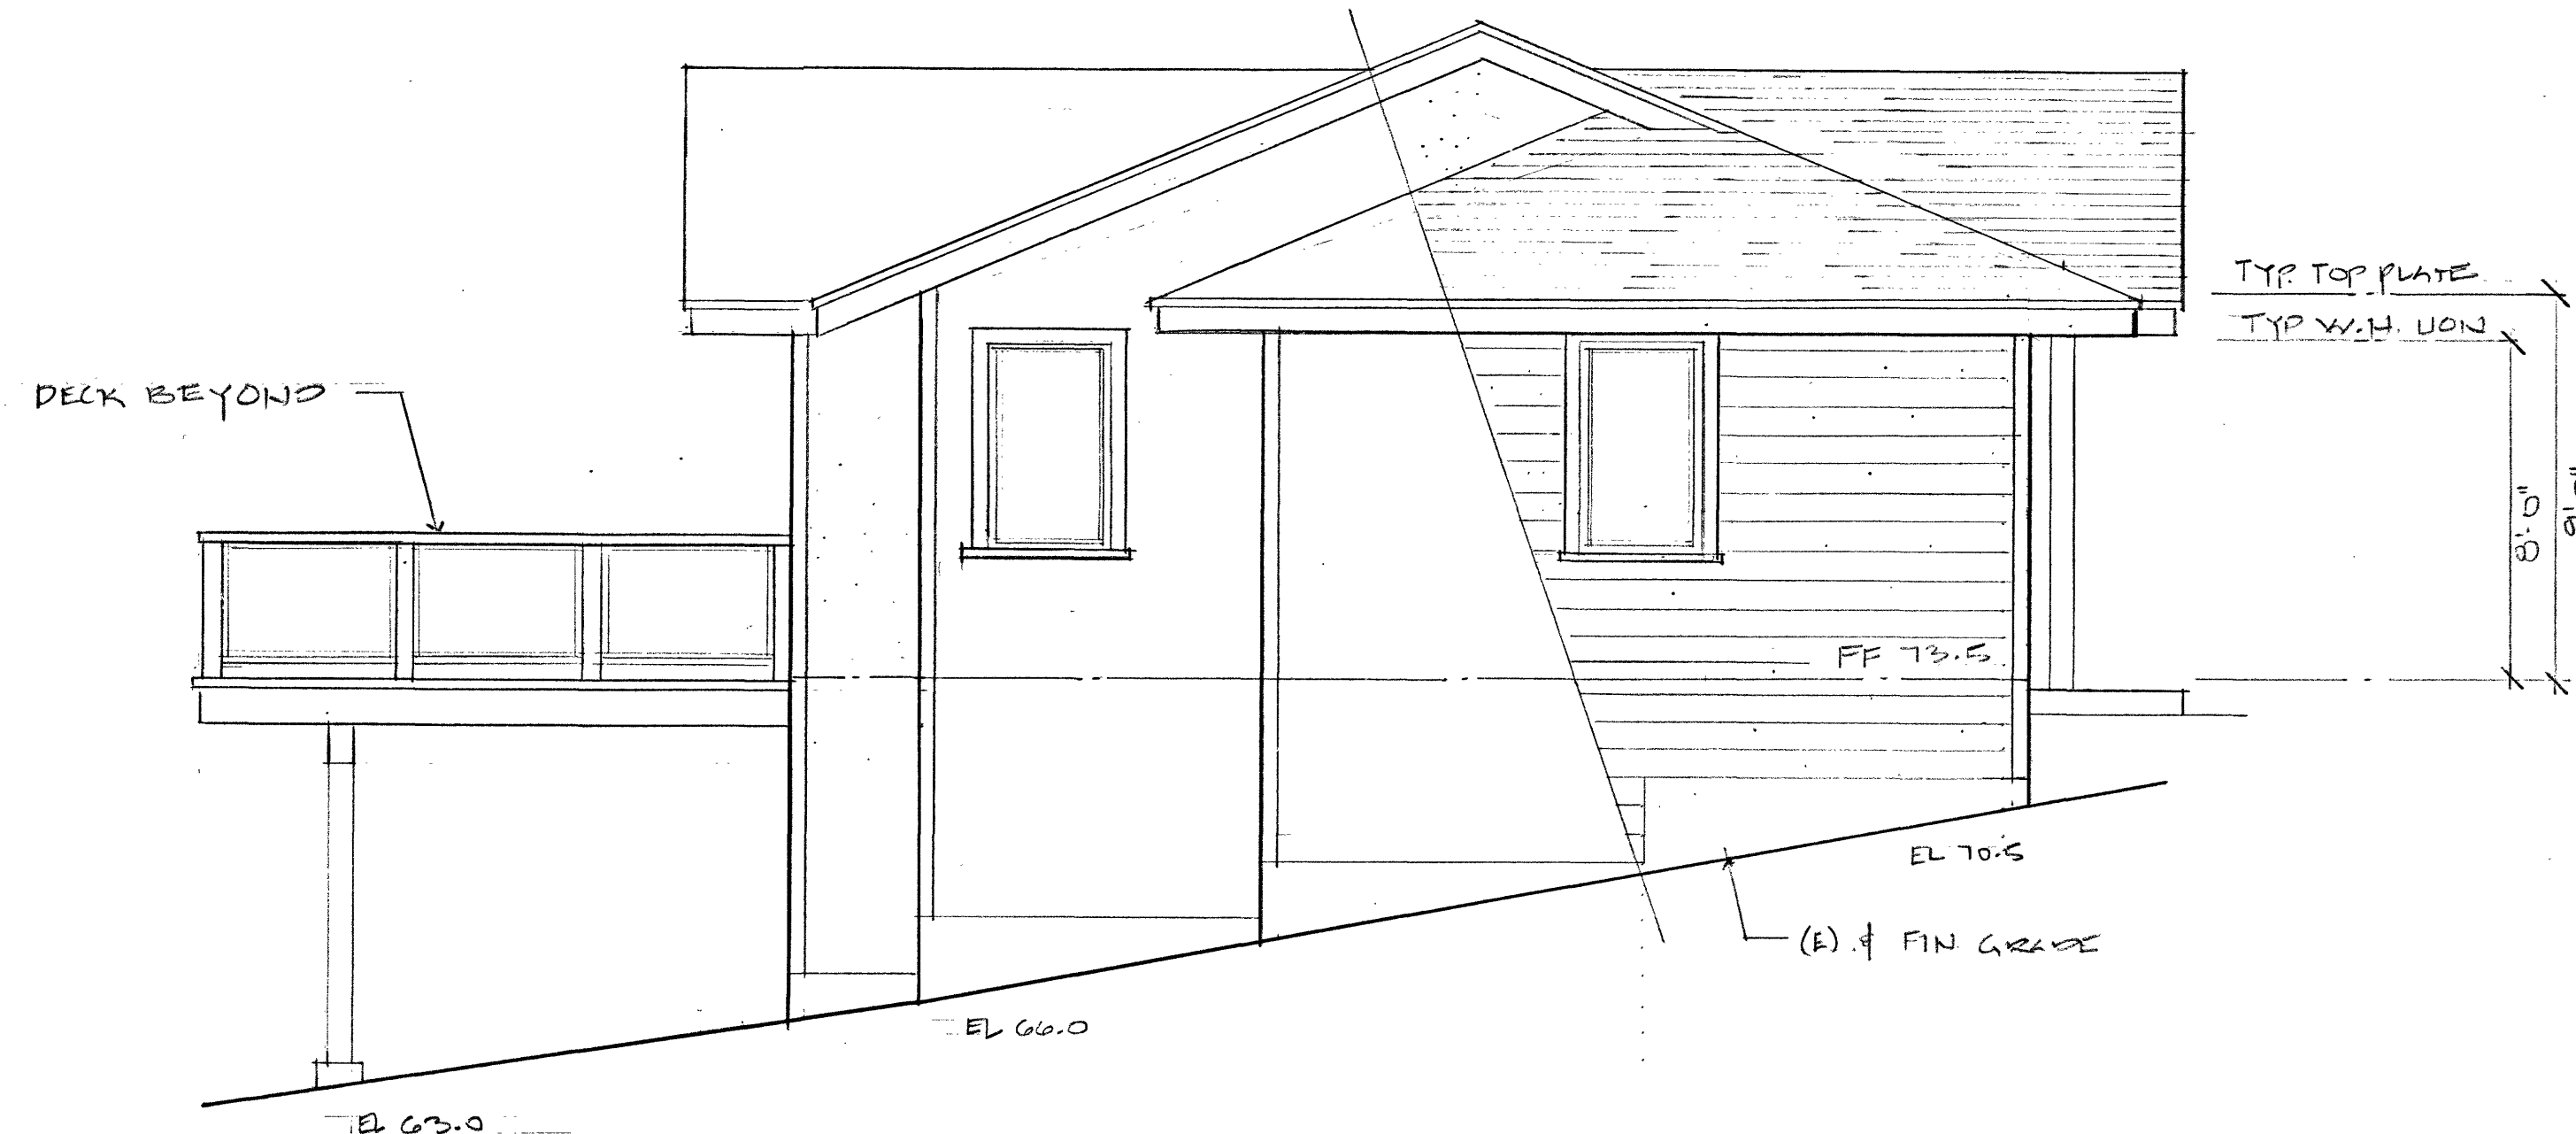 TYP. TOP PLATE
TYP W.H. UON
DECK BEYOND
8'-0"
FF 73.5
EL 70.5
(E) & FIN GRADE
EL 66.0
EL 63.0